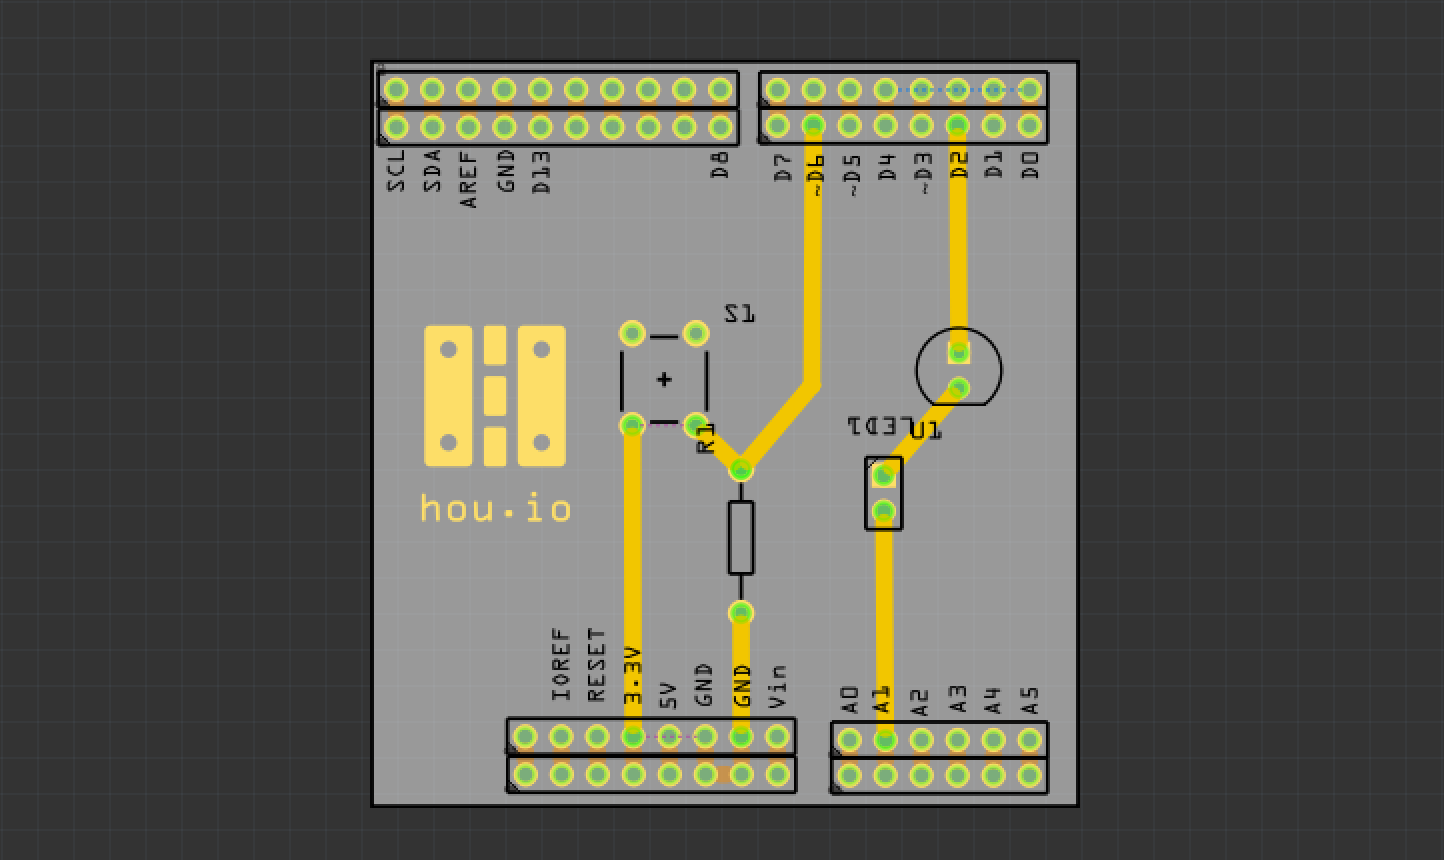 SCL SDA AREF GND D13 D8 D7 ~D6 ~D5 D4 ~D3 D2 D1 D0
S1
R1
LED1 U1
hou.io
IOREF RESET 3.3V 5V GND GND Vin A0 A1 A2 A3 A4 A5